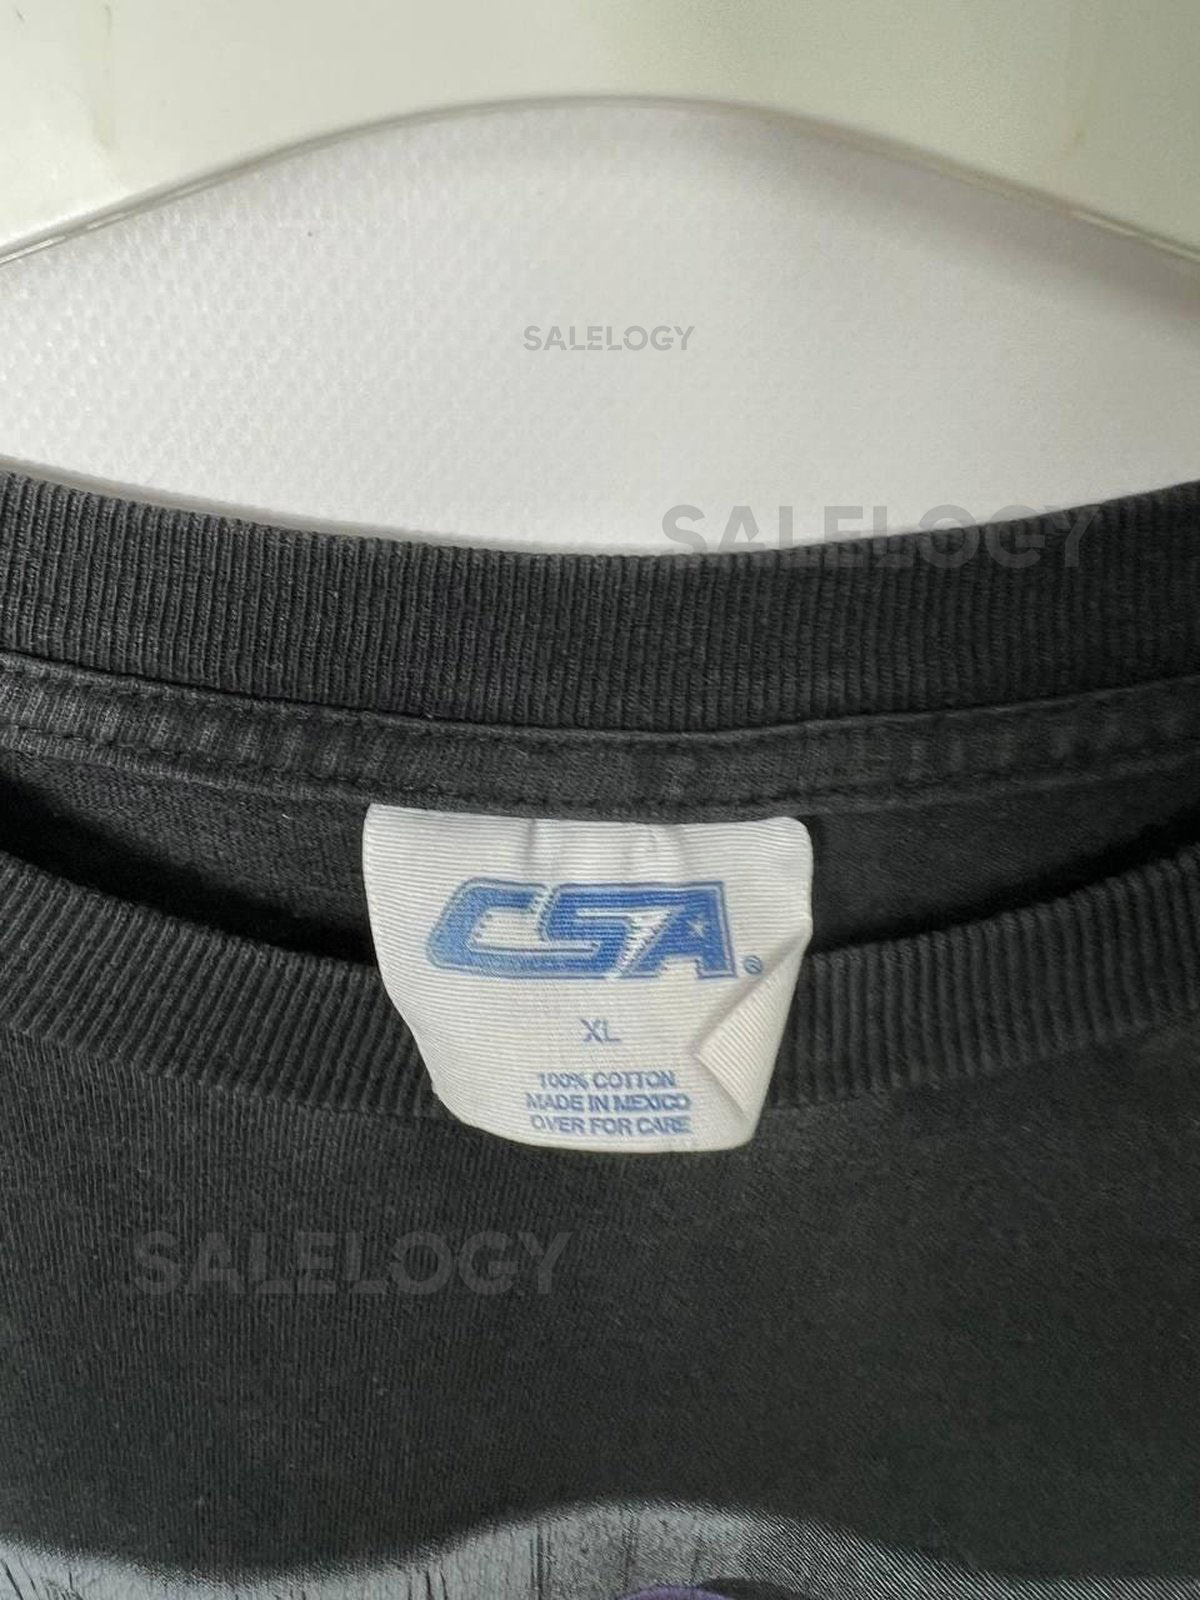 SALELOGY
SALELOGY
CSA®
XL
100% COTTON
MADE IN MEXICO
OVER FOR CARE
SALELOGY